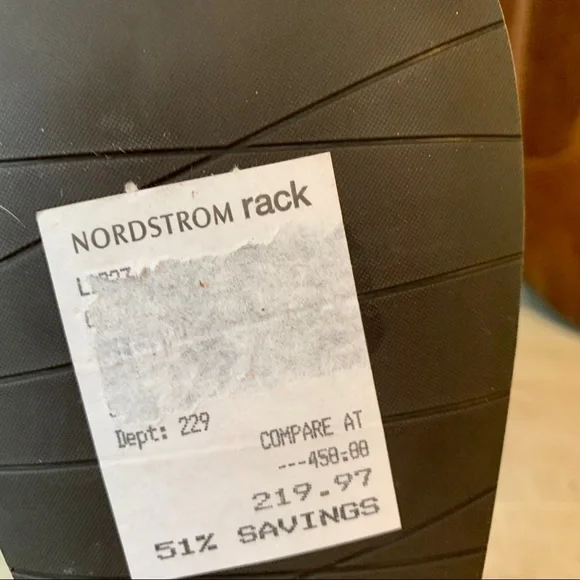 NORDSTROM rack
Dept: 229
COMPARE AT
---450.00
219.97
51% SAVINGS